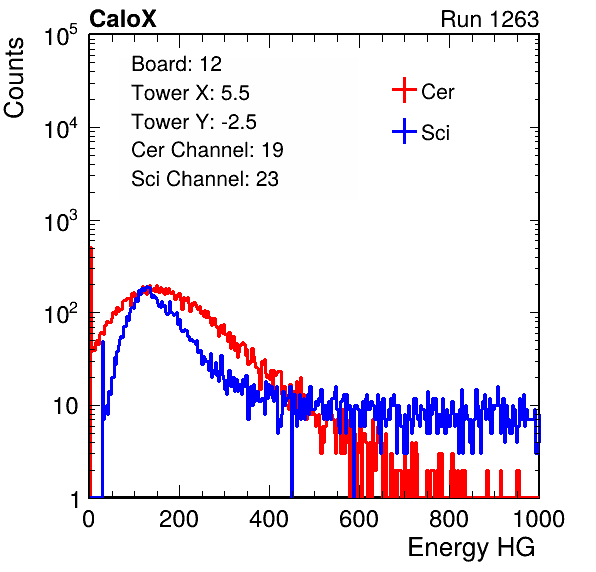 CaloX Run 1263
Counts
10^5
10^4
10^3
10^2
10
1
Board: 12
Tower X: 5.5
Tower Y: -2.5
Cer Channel: 19
Sci Channel: 23
Cer
Sci
0 200 400 600 800 1000
Energy HG